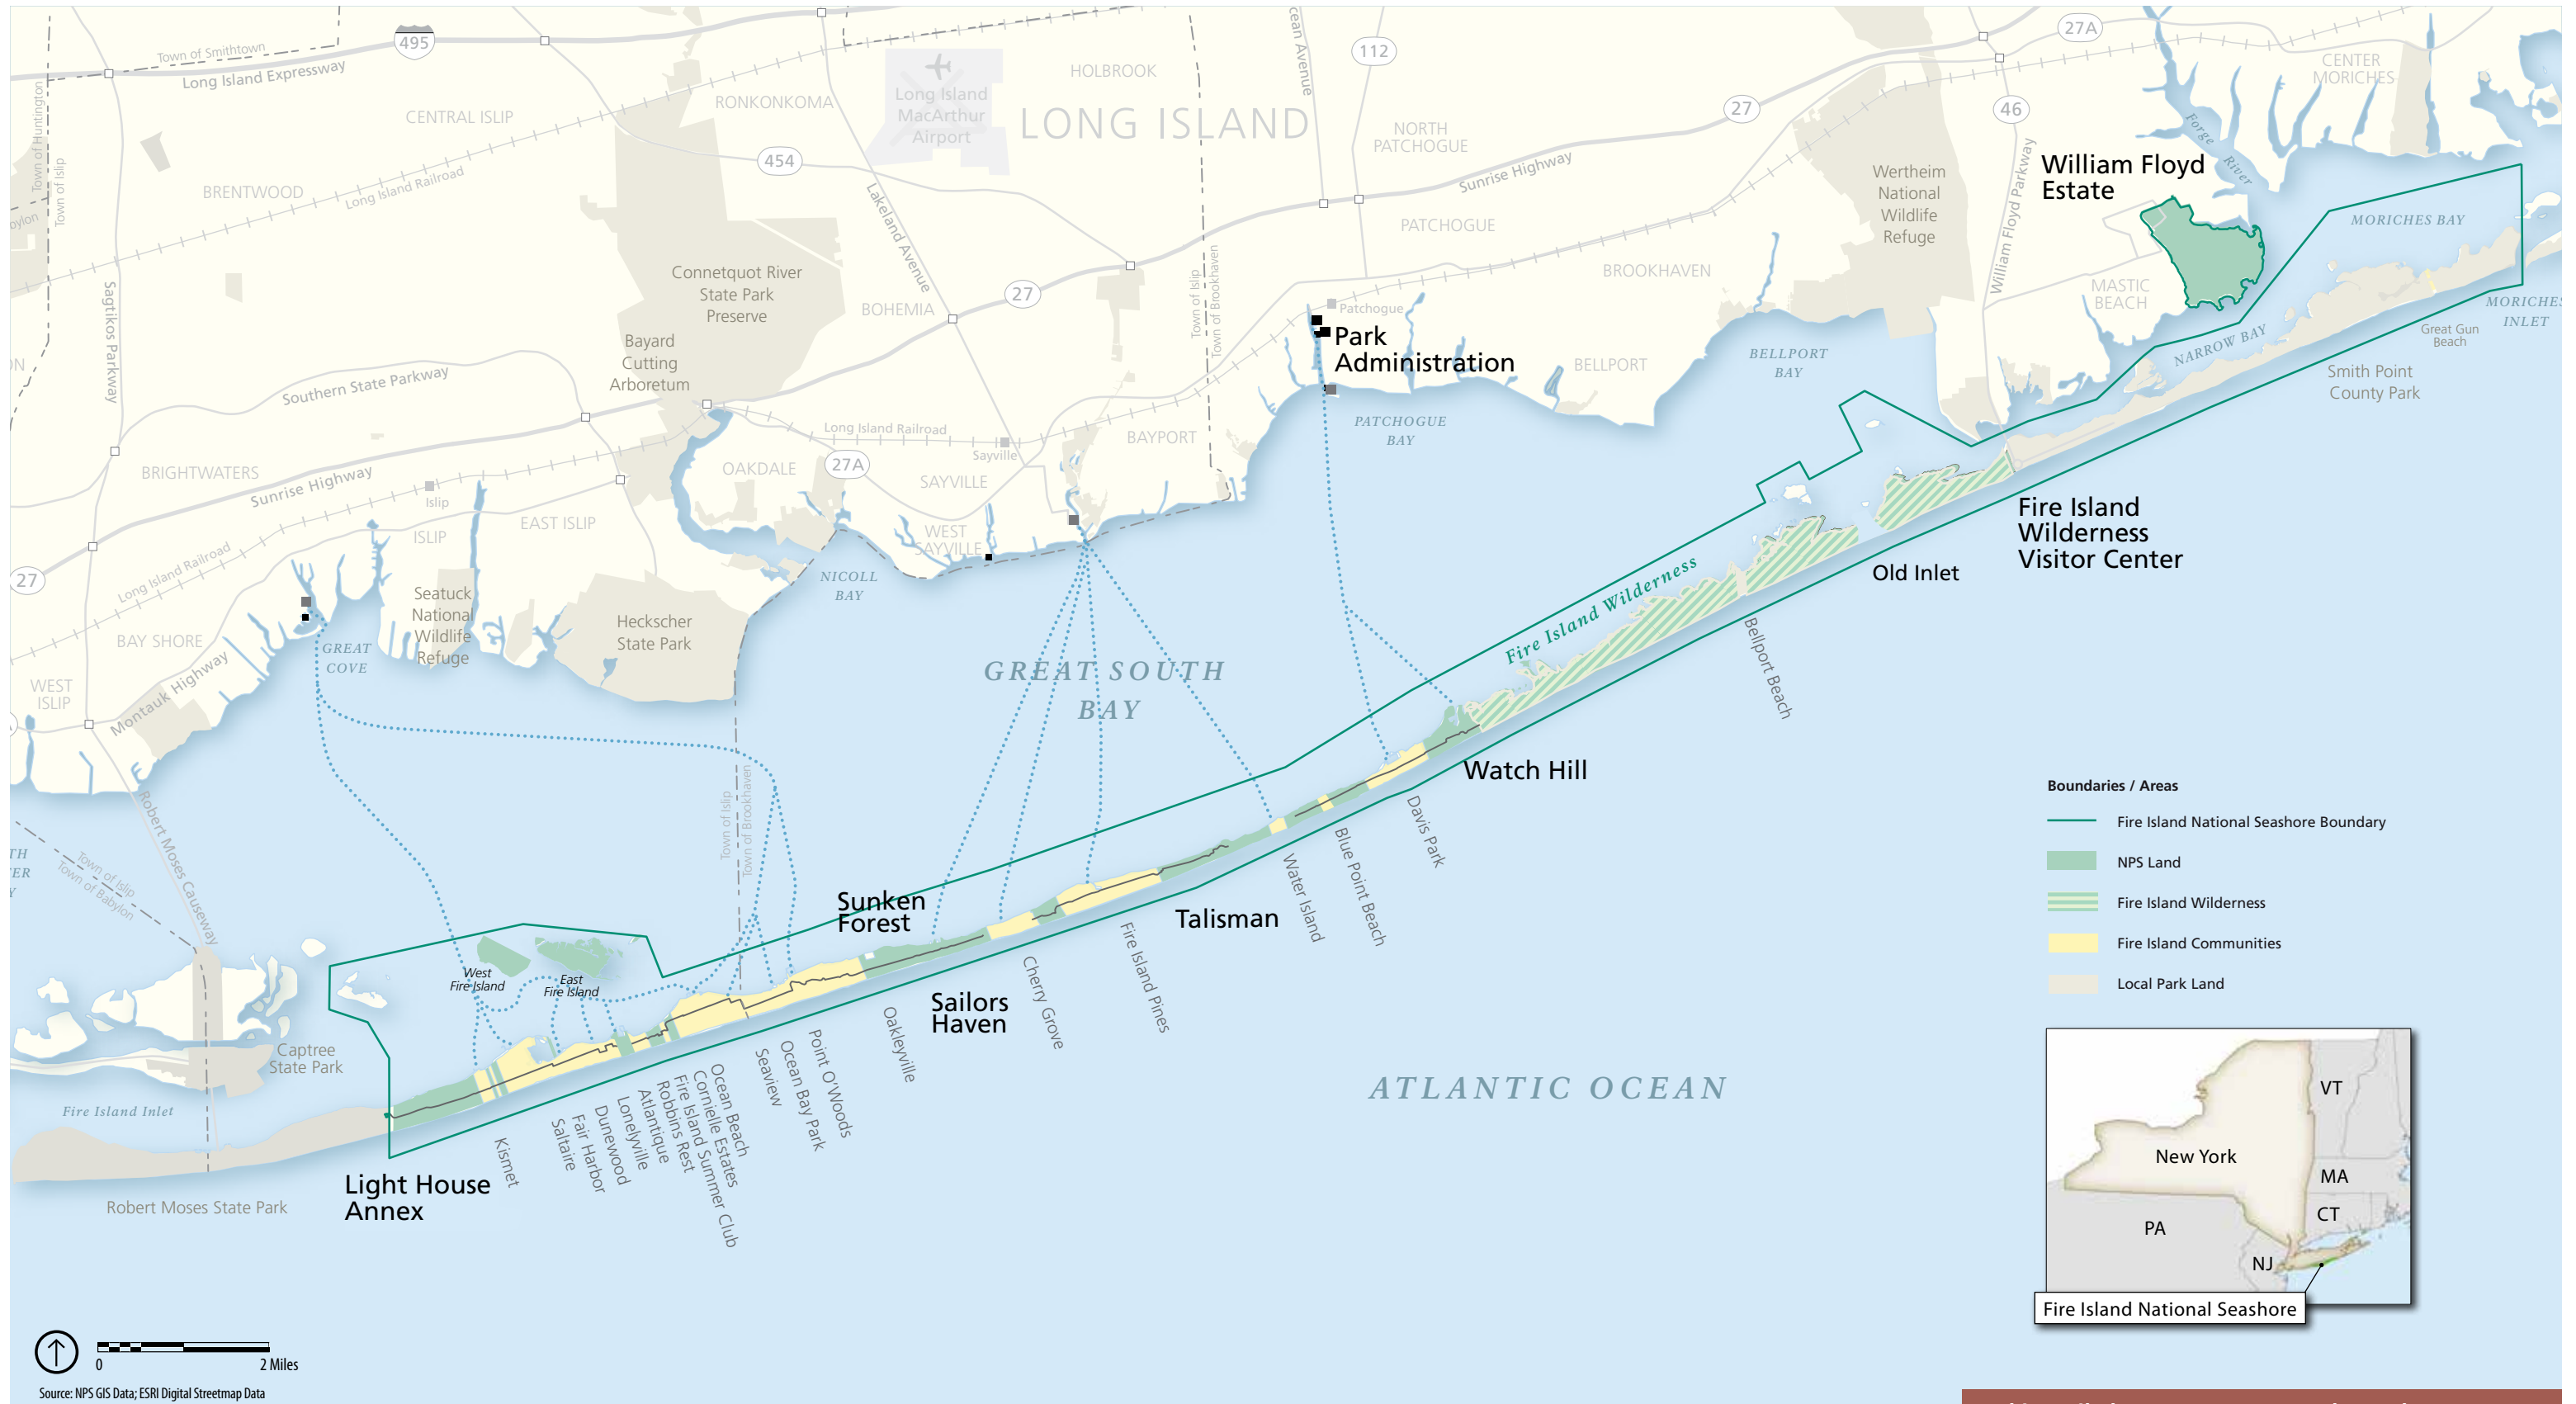 495
Town of Smithtown
Long Island Expressway
Town of Huntington
Town of Islip
CENTRAL ISLIP
BRENTWOOD
Long Island Railroad
RONKONKOMA
454
Long Island
MacArthur
Airport
HOLBROOK
LONG ISLAND
112
NORTH
PATCHOGUE
Sunrise Highway
27
27A
46
CENTER
MORICHES
Forge River
William Floyd
Estate
William Floyd Parkway
Wertheim
National
Wildlife
Refuge
MORICHES BAY
MASTIC
BEACH
MORICHES
INLET
NARROW BAY
Great Gun
Beach
Smith Point
County Park
Sagtikos Parkway
Connetquot River
State Park
Preserve
Lakeland Avenue
BOHEMIA
27
Town of Islip
Town of Brookhaven
PATCHOGUE
BROOKHAVEN
Patchogue
Park
Administration
BELLPORT
BELLPORT
BAY
PATCHOGUE
BAY
Bayard
Cutting
Arboretum
Southern State Parkway
Long Island Railroad
BAYPORT
Sayville
OAKDALE
27A
SAYVILLE
BRIGHTWATERS
Sunrise Highway
Islip
EAST ISLIP
ISLIP
WEST
SAYVILLE
NICOLL
BAY
27
Long Island Railroad
BAY SHORE
GREAT
COVE
Seatuck
National
Wildlife
Refuge
Heckscher
State Park
WEST
ISLIP
Montauk Highway
GREAT SOUTH
BAY
Fire Island Wilderness
Fire Island
Wilderness
Visitor Center
Old Inlet
Bellport Beach
Watch Hill
Davis Park
Blue Point Beach
Water Island
Talisman
Fire Island Pines
Cherry Grove
Sunken
Forest
Sailors
Haven
Oakleyville
Point O'Woods
Ocean Bay Park
Seaview
Ocean Beach
Cornielle Estates
Fire Island Summer Club
Robbins Rest
Atlantique
Lonelyville
Dunewood
Fair Harbor
Saltaire
Kismet
Town of Islip
Town of Brookhaven
Robert Moses Causeway
Town of Islip
Town of Babylon
West
Fire Island
East
Fire Island
Captree
State Park
Fire Island Inlet
Light House
Annex
Robert Moses State Park
ATLANTIC OCEAN
Boundaries / Areas
Fire Island National Seashore Boundary
NPS Land
Fire Island Wilderness
Fire Island Communities
Local Park Land
VT
New York
MA
CT
PA
NJ
Fire Island National Seashore
0 2 Miles
Source: NPS GIS Data; ESRI Digital Streetmap Data